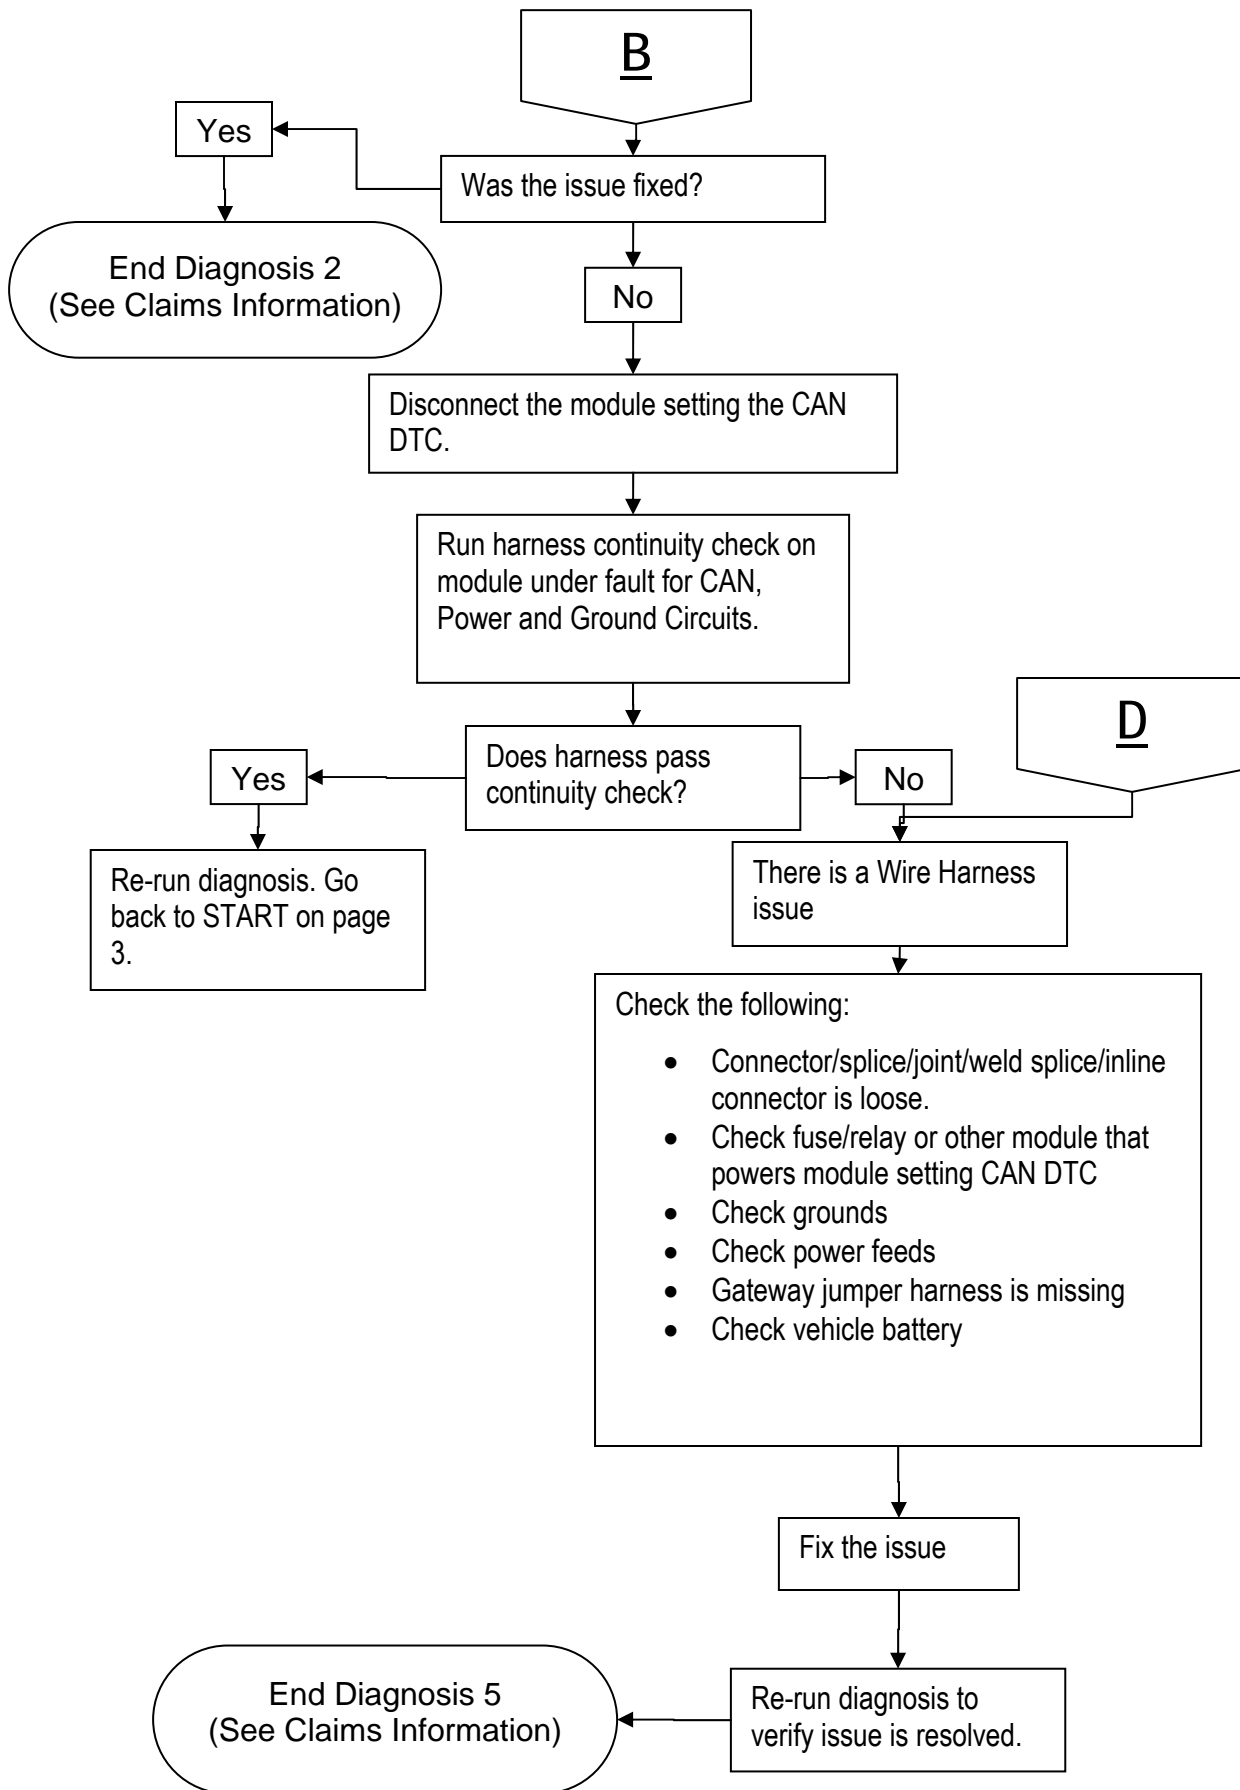 B
Yes
Was the issue fixed?
End Diagnosis 2
(See Claims Information)
No
Disconnect the module setting the CAN
DTC.
Run harness continuity check on
module under fault for CAN,
Power and Ground Circuits.
D
Does harness pass
continuity check?
Yes
No
Re-run diagnosis. Go
back to START on page
3.
There is a Wire Harness
issue
Check the following:
• Connector/splice/joint/weld splice/inline
connector is loose.
• Check fuse/relay or other module that
powers module setting CAN DTC
• Check grounds
• Check power feeds
• Gateway jumper harness is missing
• Check vehicle battery
Fix the issue
Re-run diagnosis to
verify issue is resolved.
End Diagnosis 5
(See Claims Information)